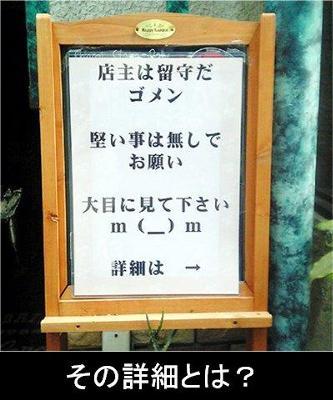 店主は留守だ
ゴメン
堅い事は無しで
お願い
大目に見て下さい
m(__)m
詳細は →
その詳細とは？